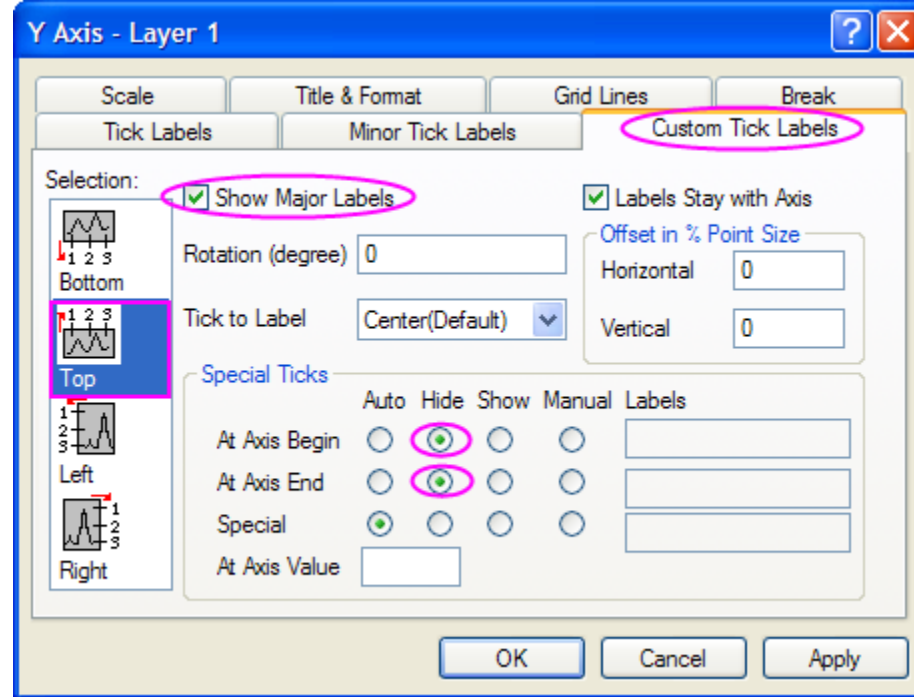 Y Axis - Layer 1
Scale Title & Format Grid Lines Break
Tick Labels Minor Tick Labels Custom Tick Labels
Selection:
Show Major Labels Labels Stay with Axis
1 2 3
Bottom
Rotation (degree) 0
Offset in % Point Size
Horizontal 0
1 2 3
Top
Tick to Label Center(Default)
Vertical 0
Special Ticks
Auto Hide Show Manual Labels
1
2
3
Left
At Axis Begin
At Axis End
1
2
3
Right
Special
At Axis Value
OK Cancel Apply